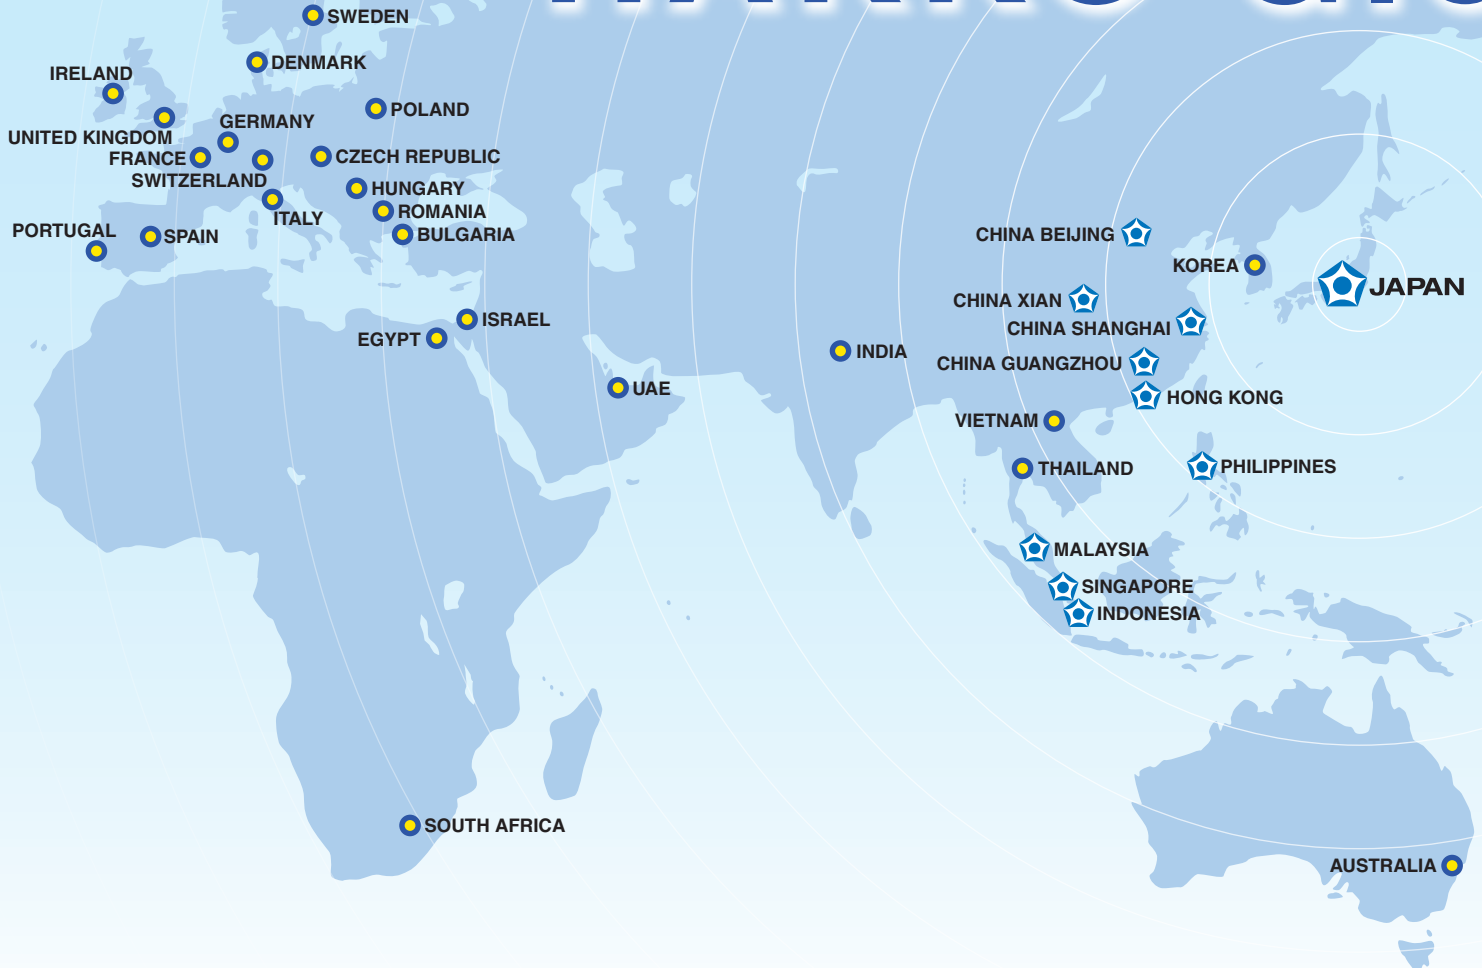 SWEDEN
DENMARK
IRELAND
POLAND
GERMANY
UNITED KINGDOM
FRANCE
CZECH REPUBLIC
SWITZERLAND
HUNGARY
ROMANIA
ITALY
PORTUGAL
SPAIN
BULGARIA
CHINA BEIJING
KOREA
JAPAN
CHINA XIAN
ISRAEL
CHINA SHANGHAI
EGYPT
INDIA
CHINA GUANGZHOU
UAE
HONG KONG
VIETNAM
THAILAND
PHILIPPINES
MALAYSIA
SINGAPORE
INDONESIA
SOUTH AFRICA
AUSTRALIA